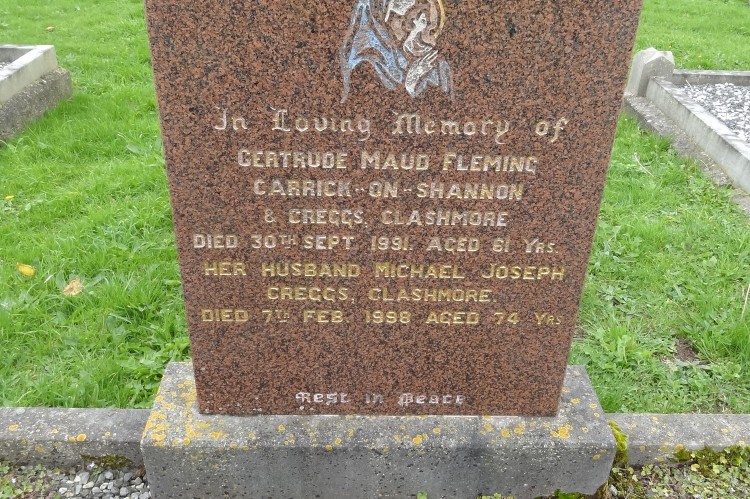 In Loving Memory of
GERTRUDE MAUD FLEMING
CARRICK-ON-SHANNON
& CREGGS, CLASHMORE
DIED 30TH SEPT. 1991. AGED 61 YRS.
HER HUSBAND MICHAEL JOSEPH
CREGGS, CLASHMORE,
DIED 7TH FEB. 1998 AGED 74 YRS
Rest in Peace